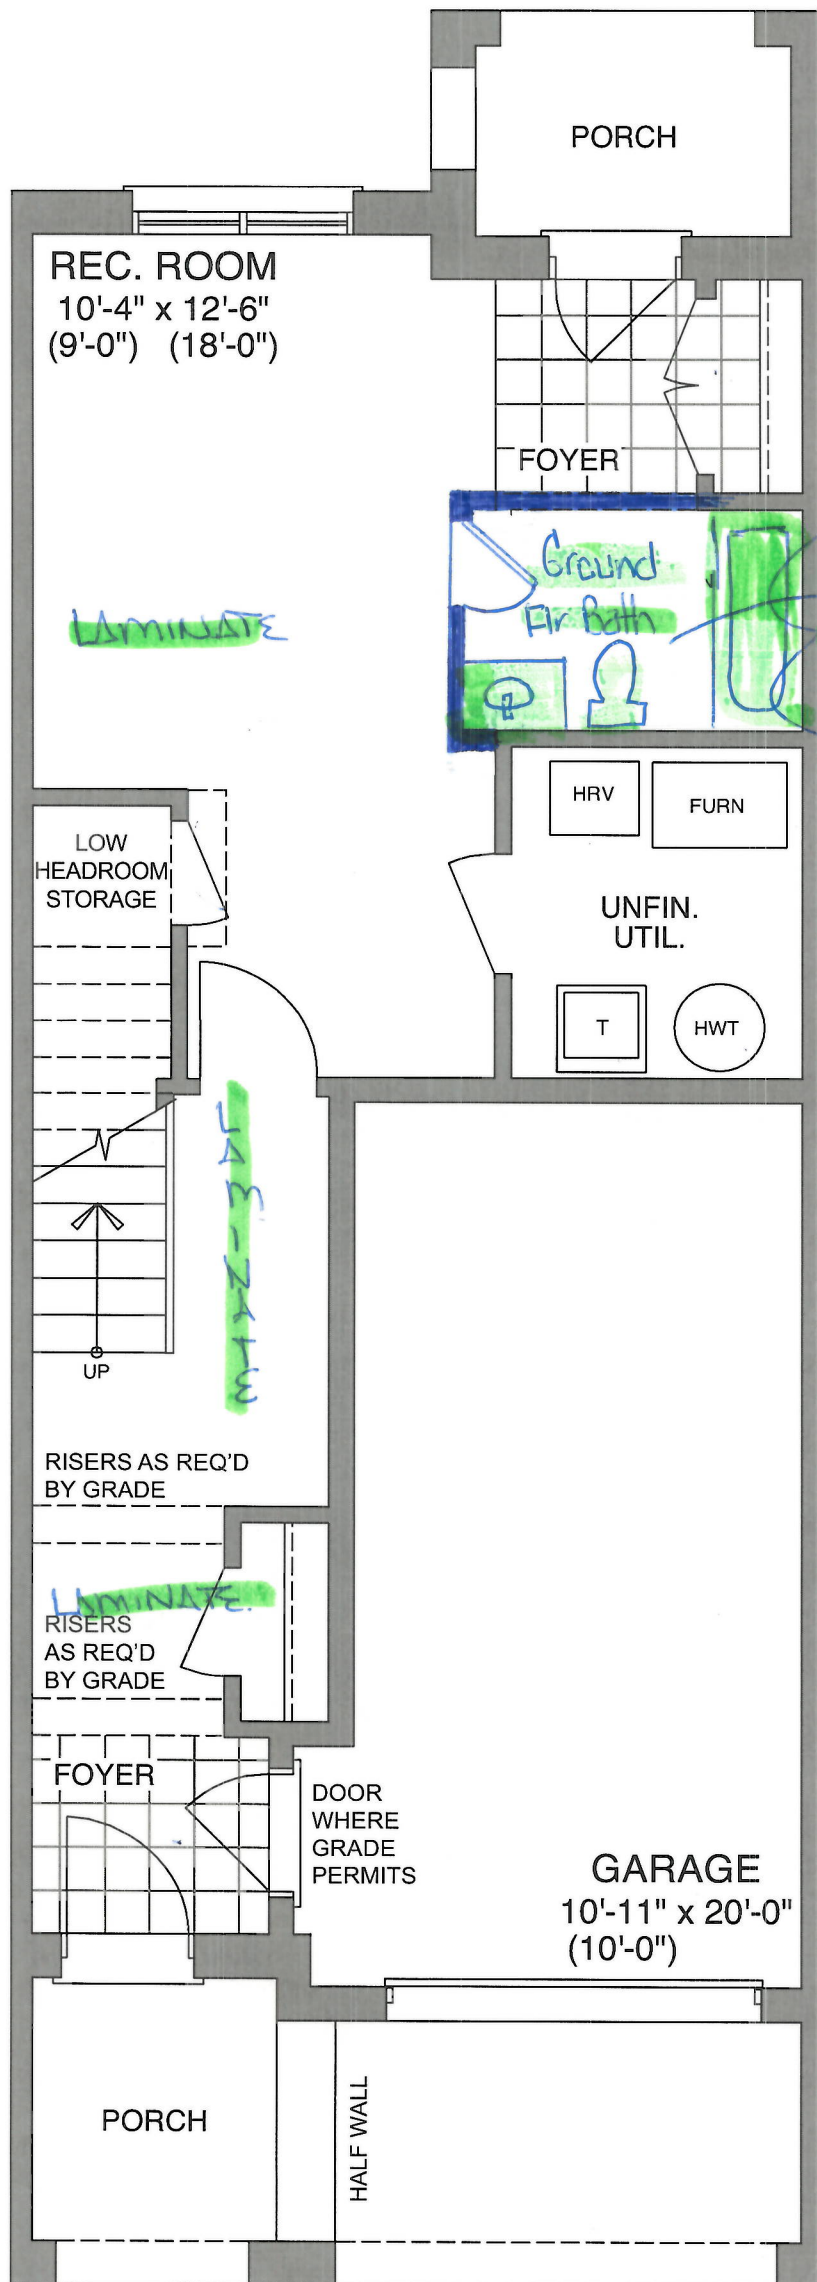 PORCH
REC. ROOM
10'-4" x 12'-6"
(9'-0") (18'-0")
FOYER
Ground
Flr Bath
LAMINATE
HRV
FURN
LOW
HEADROOM
STORAGE
UNFIN.
UTIL.
T
HWT
LAMINATE
UP
RISERS AS REQ'D
BY GRADE
LAMINATE
RISERS
AS REQ'D
BY GRADE
FOYER
DOOR
WHERE
GRADE
PERMITS
GARAGE
10'-11" x 20'-0"
(10'-0")
PORCH
HALF WALL